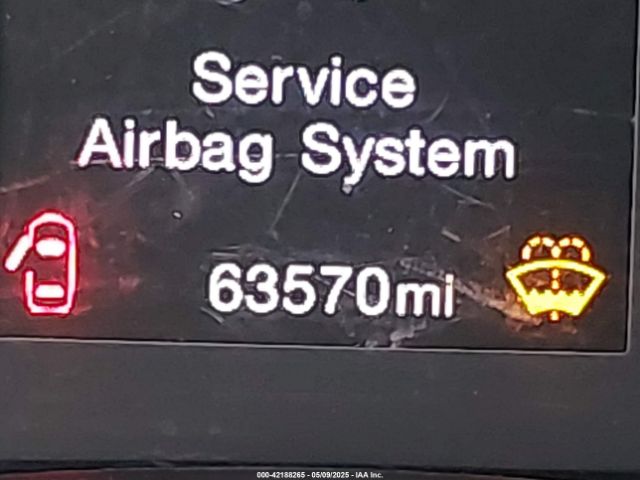 Service
Airbag System
63570mi
000-42188265 - 05/09/2025 - IAA Inc.